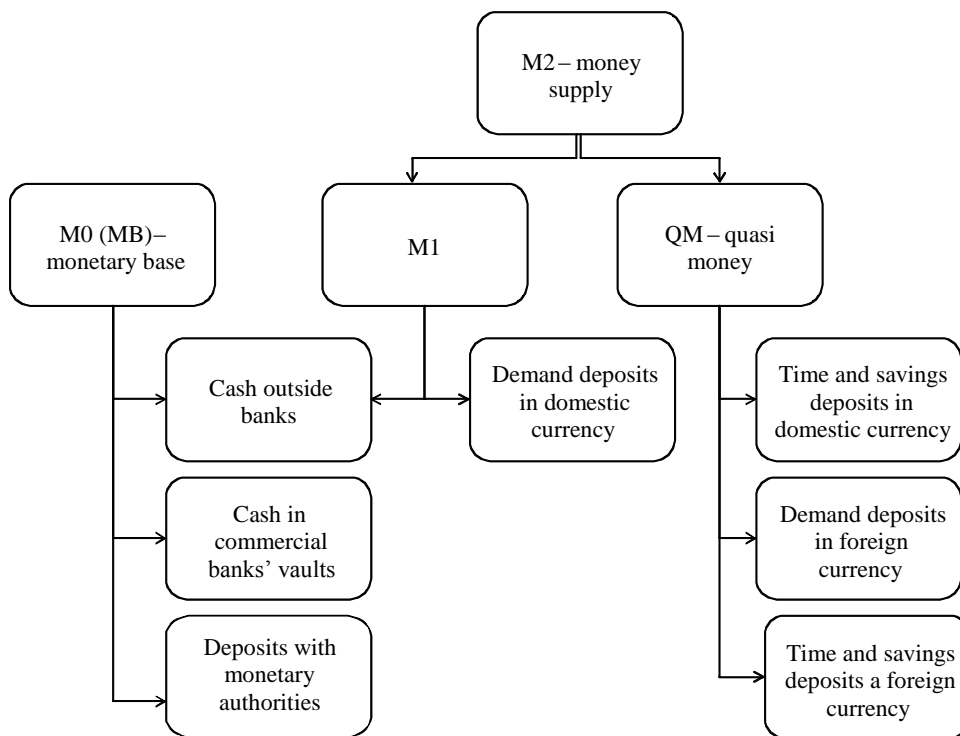 M2 – money
supply
M0 (MB)–
monetary base
M1
QM – quasi
money
Cash outside
banks
Demand deposits
in domestic
currency
Time and savings
deposits in
domestic currency
Cash in
commercial
banks’ vaults
Demand deposits
in foreign
currency
Deposits with
monetary
authorities
Time and savings
deposits a foreign
currency